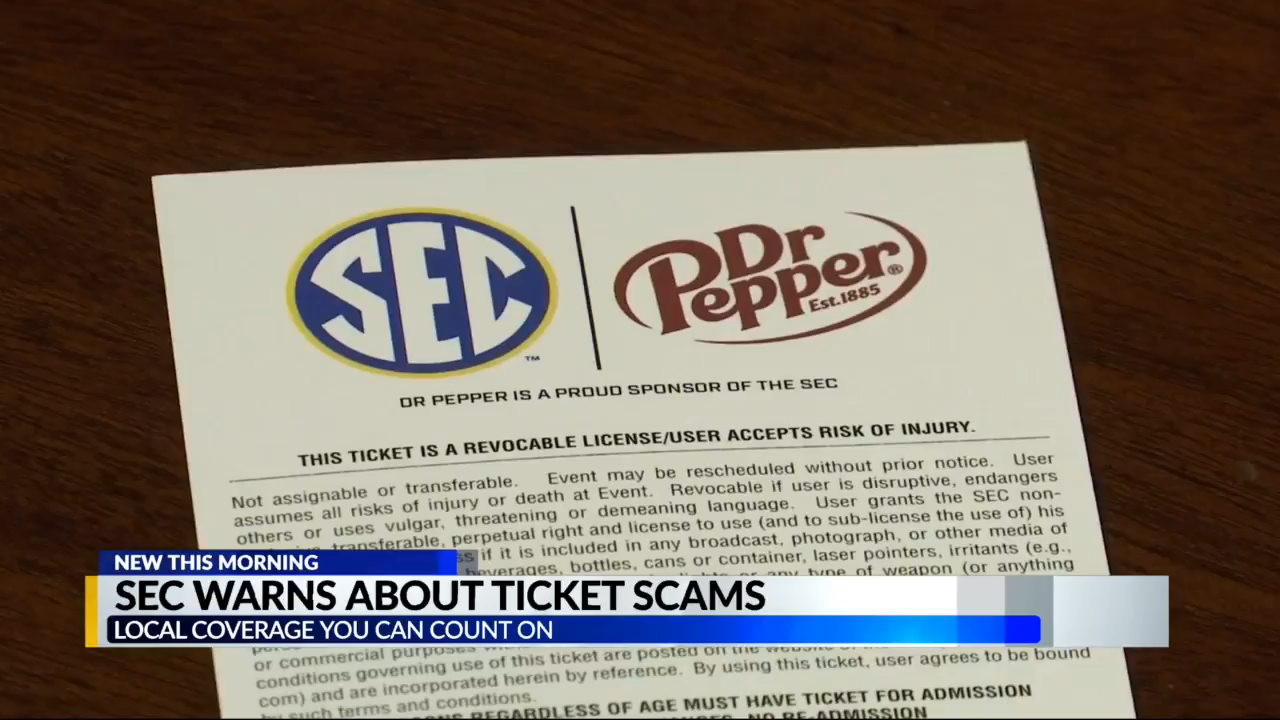 SEC
TM
Dr
Pepper®
Est.1885
DR PEPPER IS A PROUD SPONSOR OF THE SEC
THIS TICKET IS A REVOCABLE LICENSE/USER ACCEPTS RISK OF INJURY.
Not assignable or transferable. Event may be rescheduled without prior notice. User
assumes all risks of injury or death at Event. Revocable if user is disruptive, endangers
others or uses vulgar, threatening or demeaning language. User grants the SEC non-
transferable, perpetual right and license to use (and to sub-license the use of) his
if it is included in any broadcast, photograph, or other media of
beverages, bottles, cans or container, laser pointers, irritants (e.g.,
or any type of weapon (or anything
NEW THIS MORNING
SEC WARNS ABOUT TICKET SCAMS
LOCAL COVERAGE YOU CAN COUNT ON
or commercial purposes
conditions governing use of this ticket are posted on the
com) and are incorporated herein by reference. By using this ticket, user agrees to be bound
by such terms and conditions.
REGARDLESS OF AGE MUST HAVE TICKET FOR ADMISSION
NO RE-ADMISSION